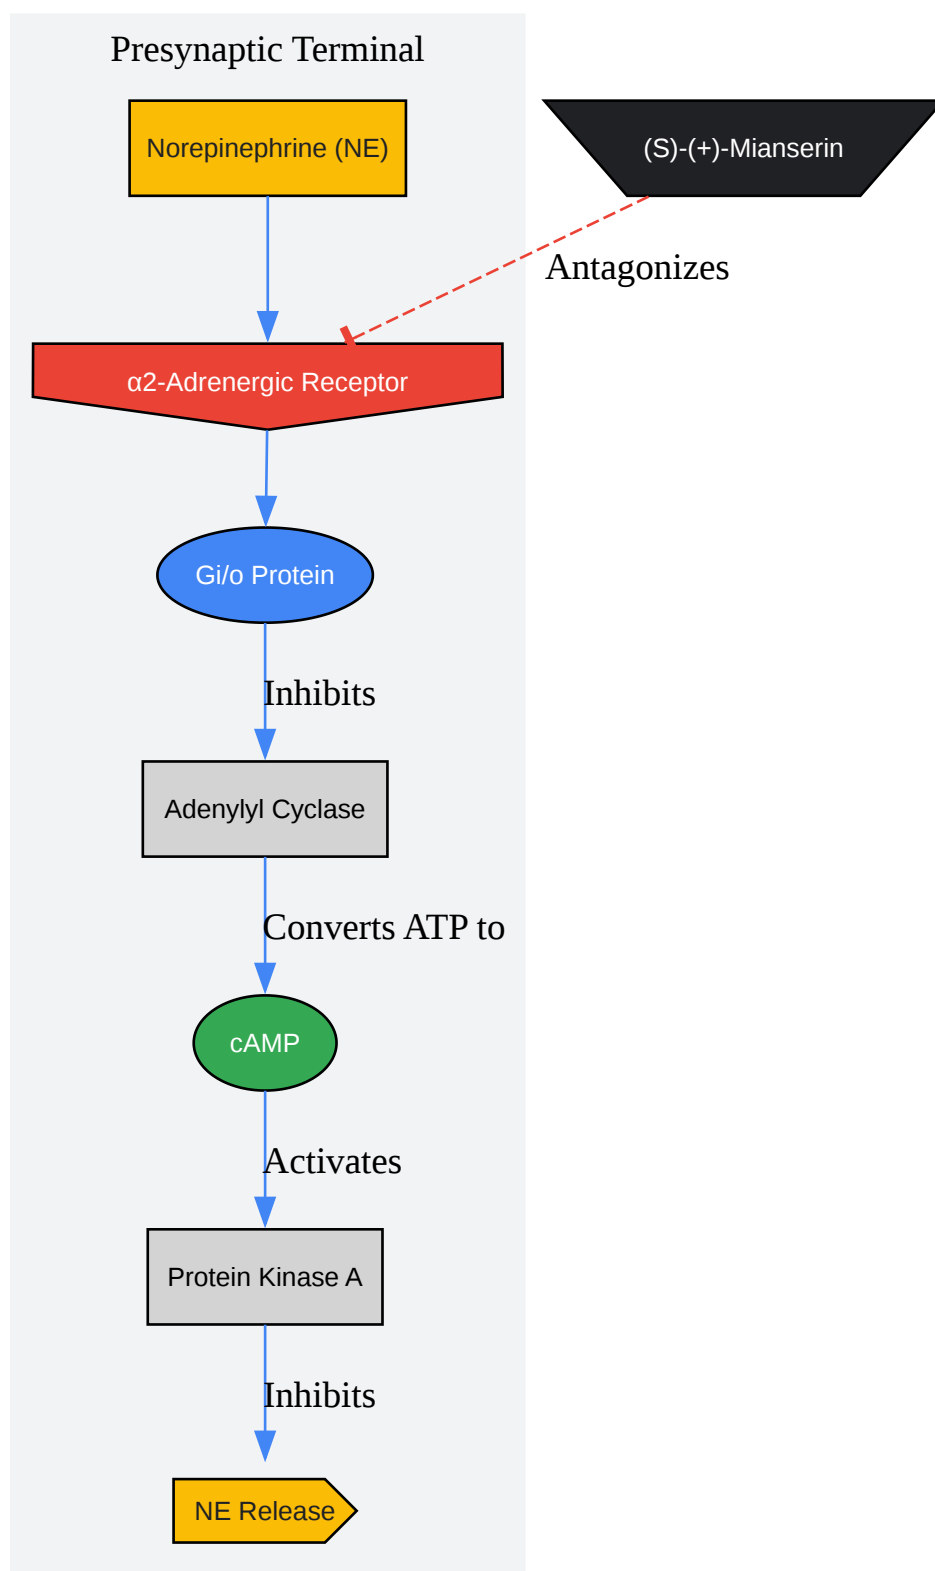 Presynaptic Terminal
Norepinephrine (NE)
(S)-(+)-Mianserin
Antagonizes
α2-Adrenergic Receptor
Gi/o Protein
Inhibits
Adenylyl Cyclase
Converts ATP to
cAMP
Activates
Protein Kinase A
Inhibits
NE Release